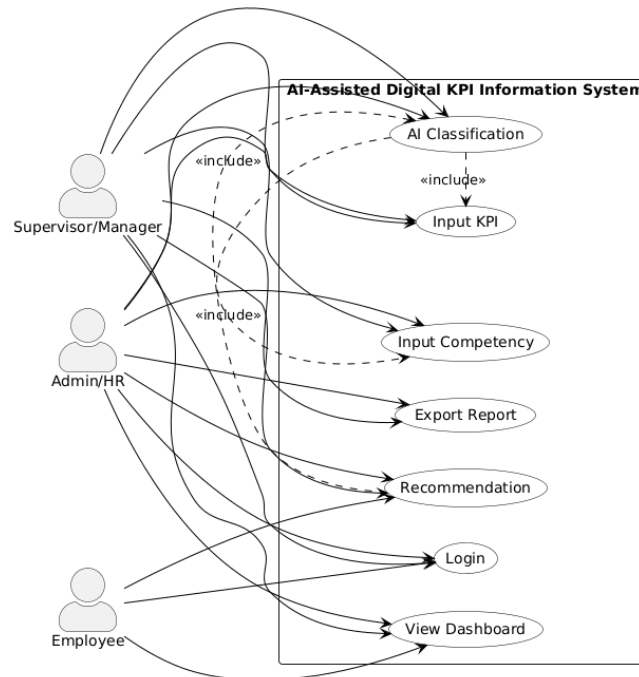 AI-Assisted Digital KPI Information System
AI Classification
«include»
«include»
Input KPI
Supervisor/Manager
«include»
Input Competency
Admin/HR
Export Report
Recommendation
Login
Employee
View Dashboard